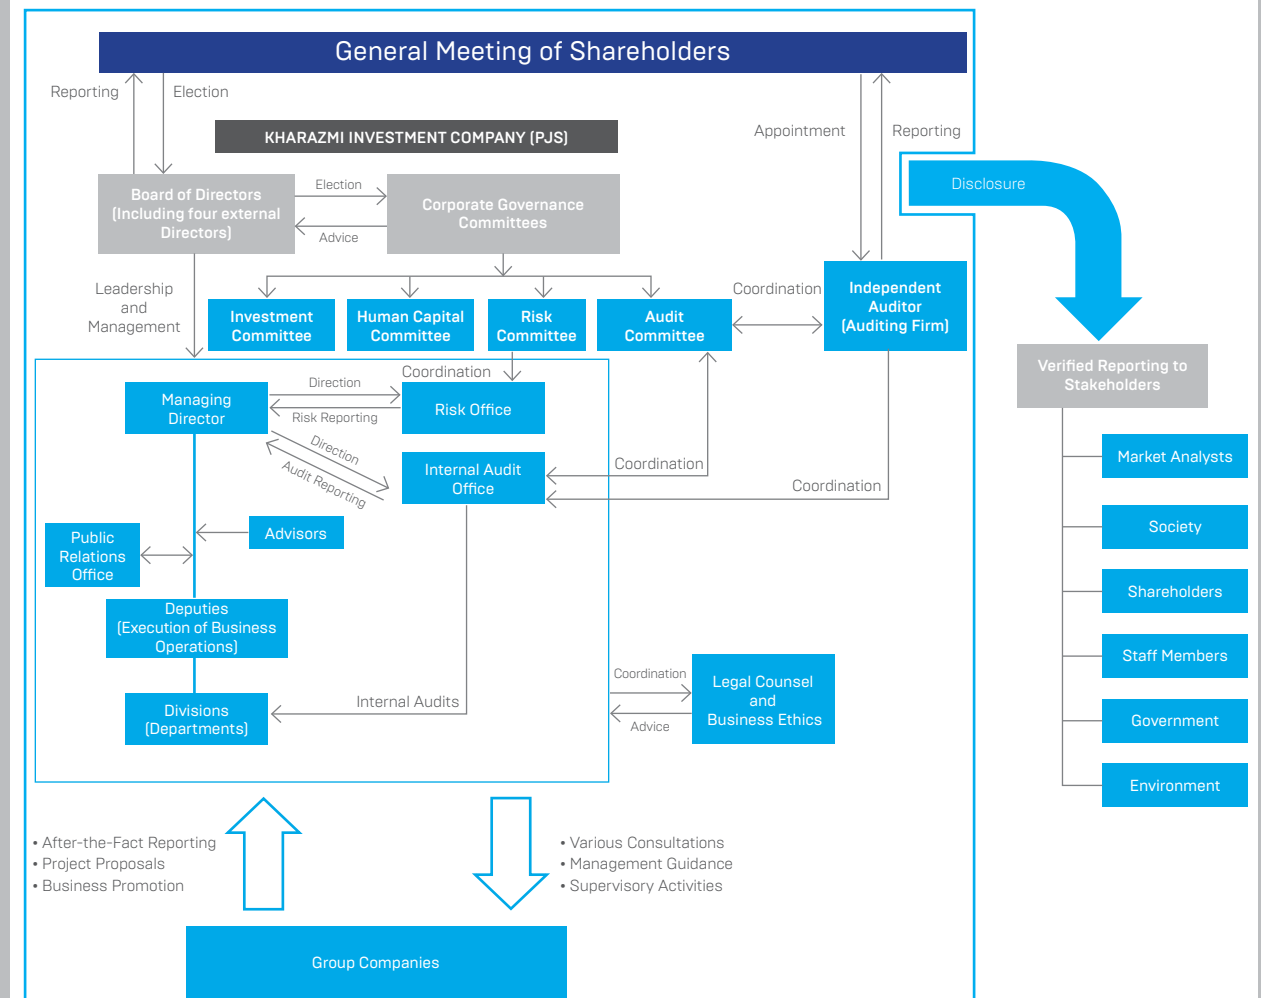 General Meeting of Shareholders
Reporting
Election
Appointment
Reporting
KHARAZMI INVESTMENT COMPANY (PJS)
Disclosure
Board of Directors
(Including four external
Directors)
Election
Advice
Corporate Governance
Committees
Leadership
and
Management
Investment
Committee
Human Capital
Committee
Risk
Committee
Audit
Committee
Coordination
Independent
Auditor
(Auditing Firm)
Verified Reporting to
Stakeholders
Managing
Director
Direction
Risk Reporting
Coordination
Risk Office
Direction
Audit Reporting
Internal Audit
Office
Coordination
Coordination
Market Analysts
Society
Shareholders
Staff Members
Government
Environment
Public
Relations
Office
Advisors
Deputies
(Execution of Business
Operations)
Divisions
(Departments)
Internal Audits
Coordination
Advice
Legal Counsel
and
Business Ethics
• After-the-Fact Reporting
• Project Proposals
• Business Promotion
• Various Consultations
• Management Guidance
• Supervisory Activities
Group Companies